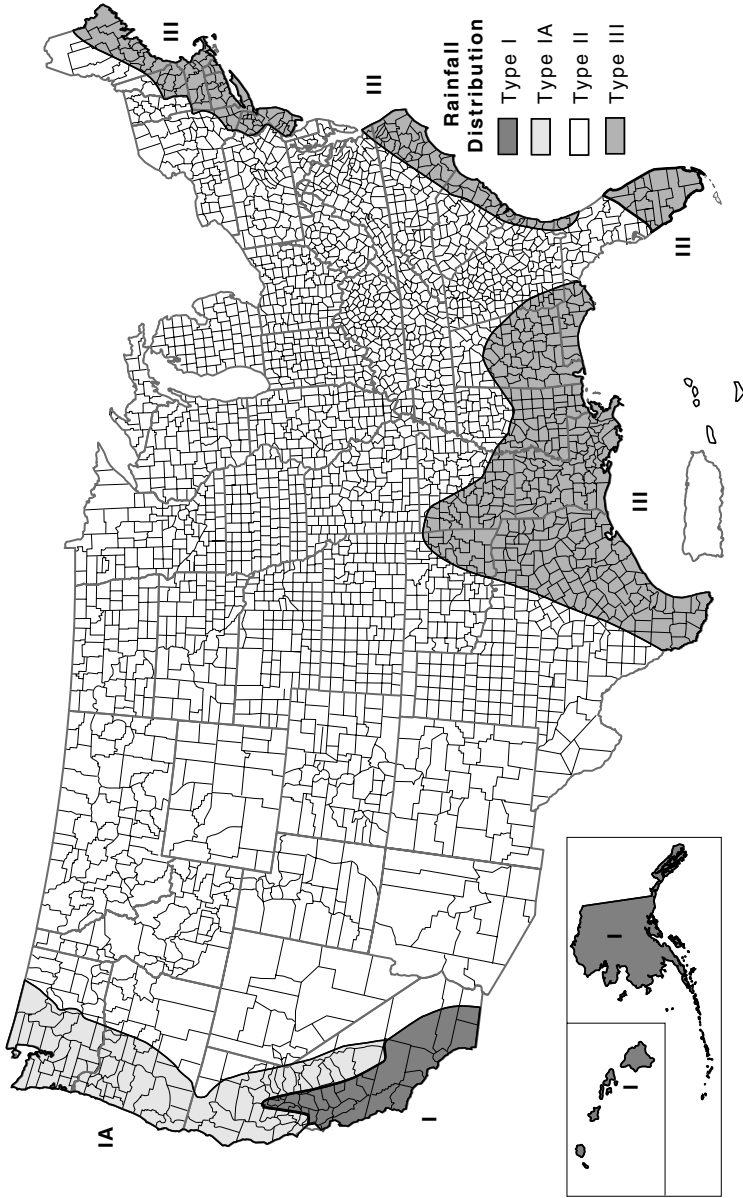 III
III
Rainfall
Distribution
Type I
Type IA
Type II
Type III
III
III
IA
I
I
I